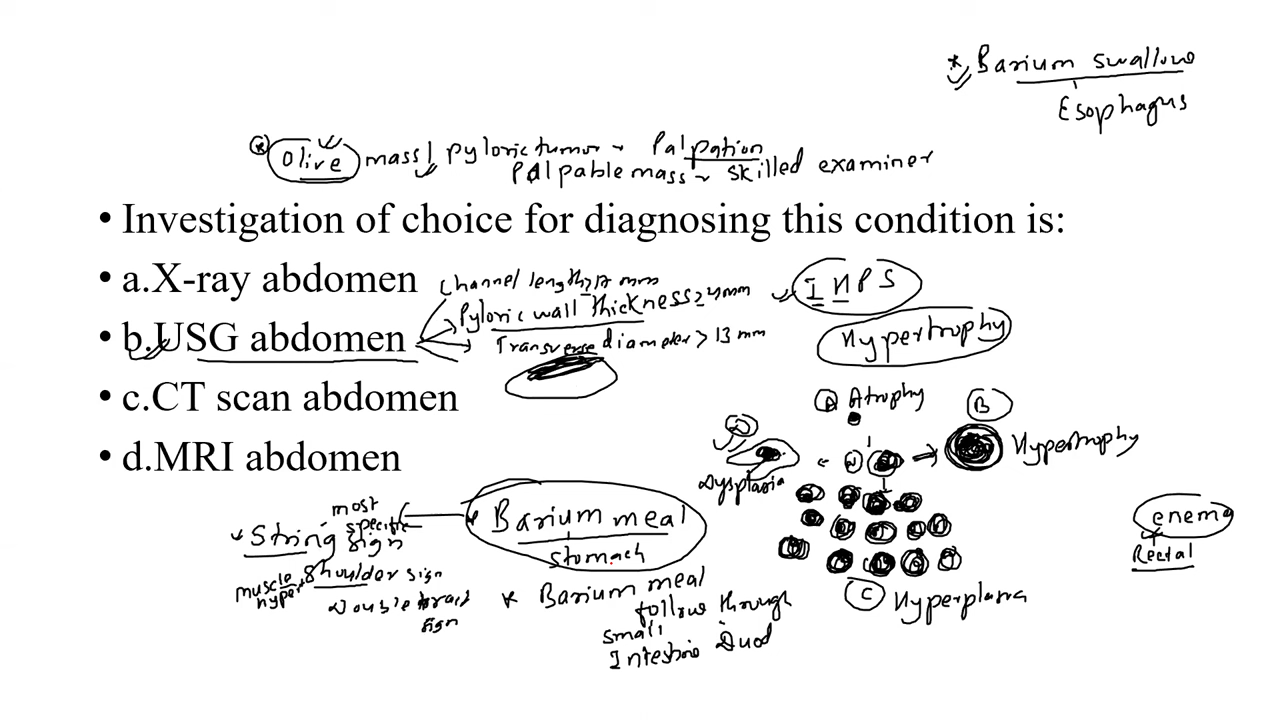 * Barium swallow
Esophagus
Olive mass/ pyloric tumor - Palpation
Palpable mass - skilled examiner
• Investigation of choice for diagnosing this condition is:
• a.X-ray abdomen
• b.USG abdomen
• c.CT scan abdomen
• d.MRI abdomen
Channel length > 17 mm
Pyloric wall thickness ≥ 4mm
Transverse diameter > 13 mm
IHPS
Hypertrophy
A Atrophy
B
Hypertrophy
N
D
Dysplasia
C Hyperplasia
* Barium meal
stomach
most specific
String sign
muscle hyper
Shoulder sign
Double
sign
* Barium meal
follow through
small
Intestine Duod
enema
Rectal